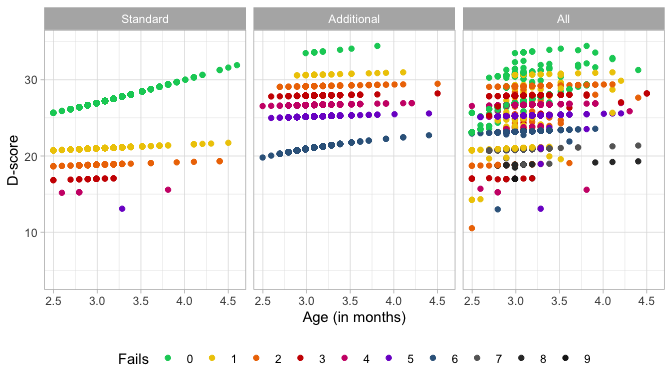 Standard Additional All
D-score
30
20
10
2.5 3.0 3.5 4.0 4.5 2.5 3.0 3.5 4.0 4.5 2.5 3.0 3.5 4.0 4.5
Age (in months)
Fails 0 1 2 3 4 5 6 7 8 9